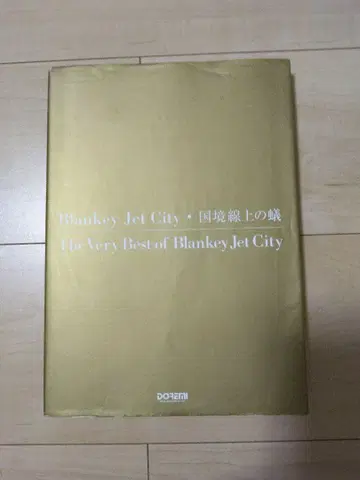 Blankey Jet City・国境線上の蟻
The Very Best of Blankey Jet City
DOREMI